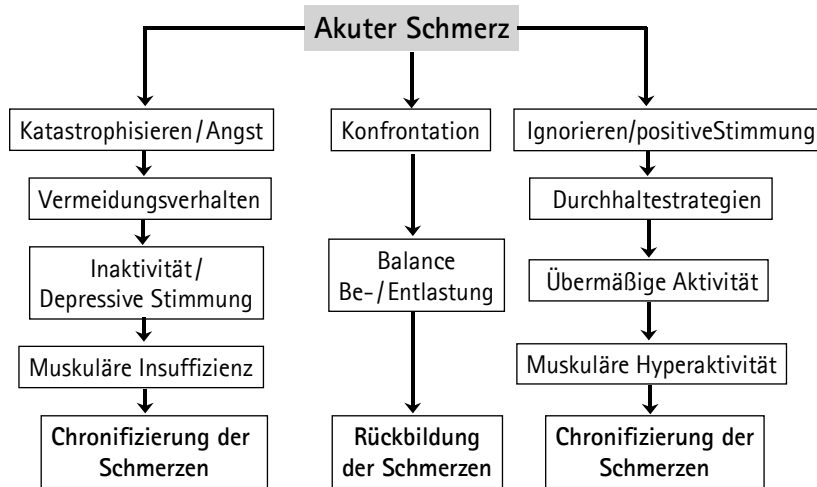 Akuter Schmerz
Katastrophisieren/Angst
Vermeidungsverhalten
Inaktivität/
Depressive Stimmung
Muskuläre Insuffizienz
Chronifizierung der
Schmerzen
Konfrontation
Balance
Be-/Entlastung
Rückbildung
der Schmerzen
Ignorieren/positiveStimmung
Durchhaltestrategien
Übermäßige Aktivität
Muskuläre Hyperaktivität
Chronifizierung der
Schmerzen